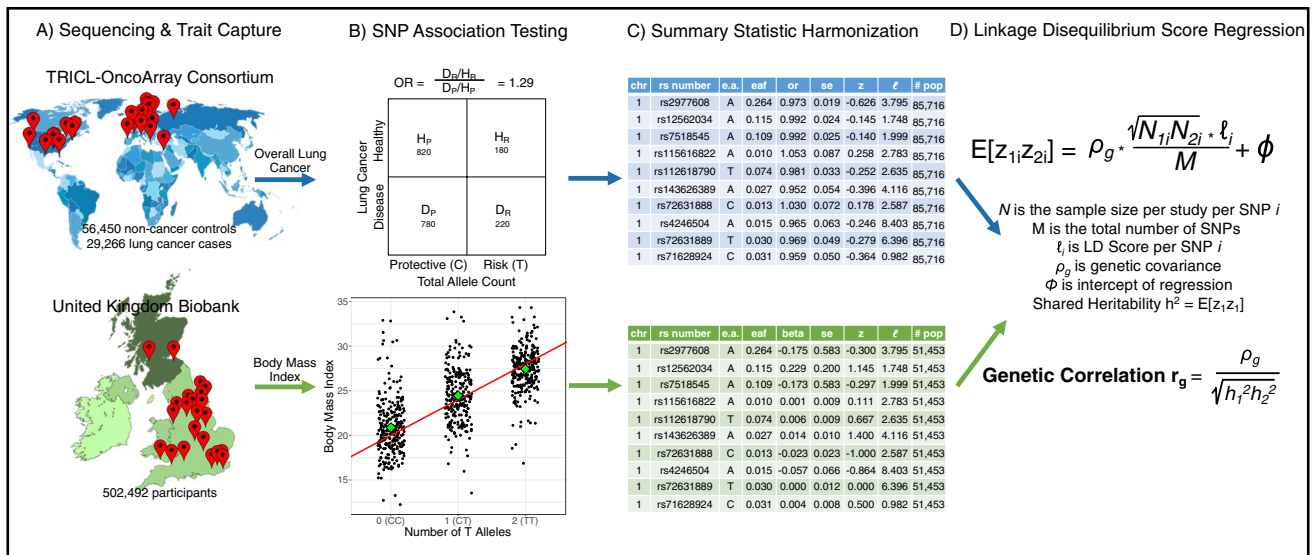 A) Sequencing & Trait Capture
TRICL-OncoArray Consortium
56,450 non-cancer controls
29,266 lung cancer cases
Overall Lung
Cancer
United Kingdom Biobank
502,492 participants
Body Mass
Index
B) SNP Association Testing
OR = D_R/H_R / D_P/H_P = 1.29
Lung Cancer
Disease Healthy
H_P
820
H_R
180
D_P
780
D_R
220
Protective (C) Risk (T)
Total Allele Count
Body Mass Index
35
30
25
20
15
0 (CC) 1 (CT) 2 (TT)
Number of T Alleles
C) Summary Statistic Harmonization
chr rs number e.a. eaf or se z ℓ # pop
1 rs2977608 A 0.264 0.973 0.019 -0.626 3.795 85,716
1 rs12562034 A 0.115 0.992 0.024 -0.145 1.748 85,716
1 rs7518545 A 0.109 0.992 0.025 -0.140 1.999 85,716
1 rs115616822 A 0.010 1.053 0.087 0.258 2.783 85,716
1 rs112618790 T 0.074 0.981 0.033 -0.252 2.635 85,716
1 rs143626389 A 0.027 0.952 0.054 -0.396 4.116 85,716
1 rs72631888 C 0.013 1.030 0.072 0.178 2.587 85,716
1 rs4246504 A 0.015 0.965 0.063 -0.246 8.403 85,716
1 rs72631889 T 0.030 0.969 0.049 -0.279 6.396 85,716
1 rs71628924 C 0.031 0.959 0.050 -0.364 0.982 85,716
chr rs number e.a. eaf beta se z ℓ # pop
1 rs2977608 A 0.264 -0.175 0.583 -0.300 3.795 51,453
1 rs12562034 A 0.115 0.229 0.200 1.145 1.748 51,453
1 rs7518545 A 0.109 -0.173 0.583 -0.297 1.999 51,453
1 rs115616822 A 0.010 0.001 0.009 0.111 2.783 51,453
1 rs112618790 T 0.074 0.006 0.009 0.667 2.635 51,453
1 rs143626389 A 0.027 0.014 0.010 1.400 4.116 51,453
1 rs72631888 C 0.013 -0.023 0.023 -1.000 2.587 51,453
1 rs4246504 A 0.015 -0.057 0.066 -0.864 8.403 51,453
1 rs72631889 T 0.030 0.000 0.012 0.000 6.396 51,453
1 rs71628924 C 0.031 0.004 0.008 0.500 0.982 51,453
D) Linkage Disequilibrium Score Regression
E[z_1i z_2i] = ρ_g * √N_1i N_2i * ℓ_i / M + ϕ
N is the sample size per study per SNP i
M is the total number of SNPs
ℓ_i is LD Score per SNP i
ρ_g is genetic covariance
Φ is intercept of regression
Shared Heritability h² = E[z₁z₁]
Genetic Correlation r_g = ρ_g / √h₁²h₂²